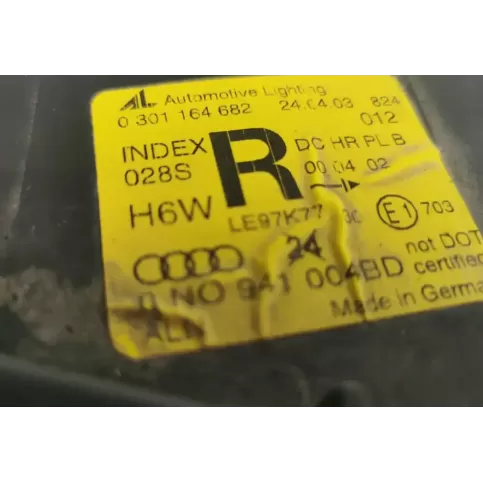 AL Automotive Lighting
0 301 164 682 24.04.03 824
012
INDEX R DC HR PL B
028S 00 04 02
H6W LE97K77 E1 703
24 not DOT
941 004BD certified
Made in Germa